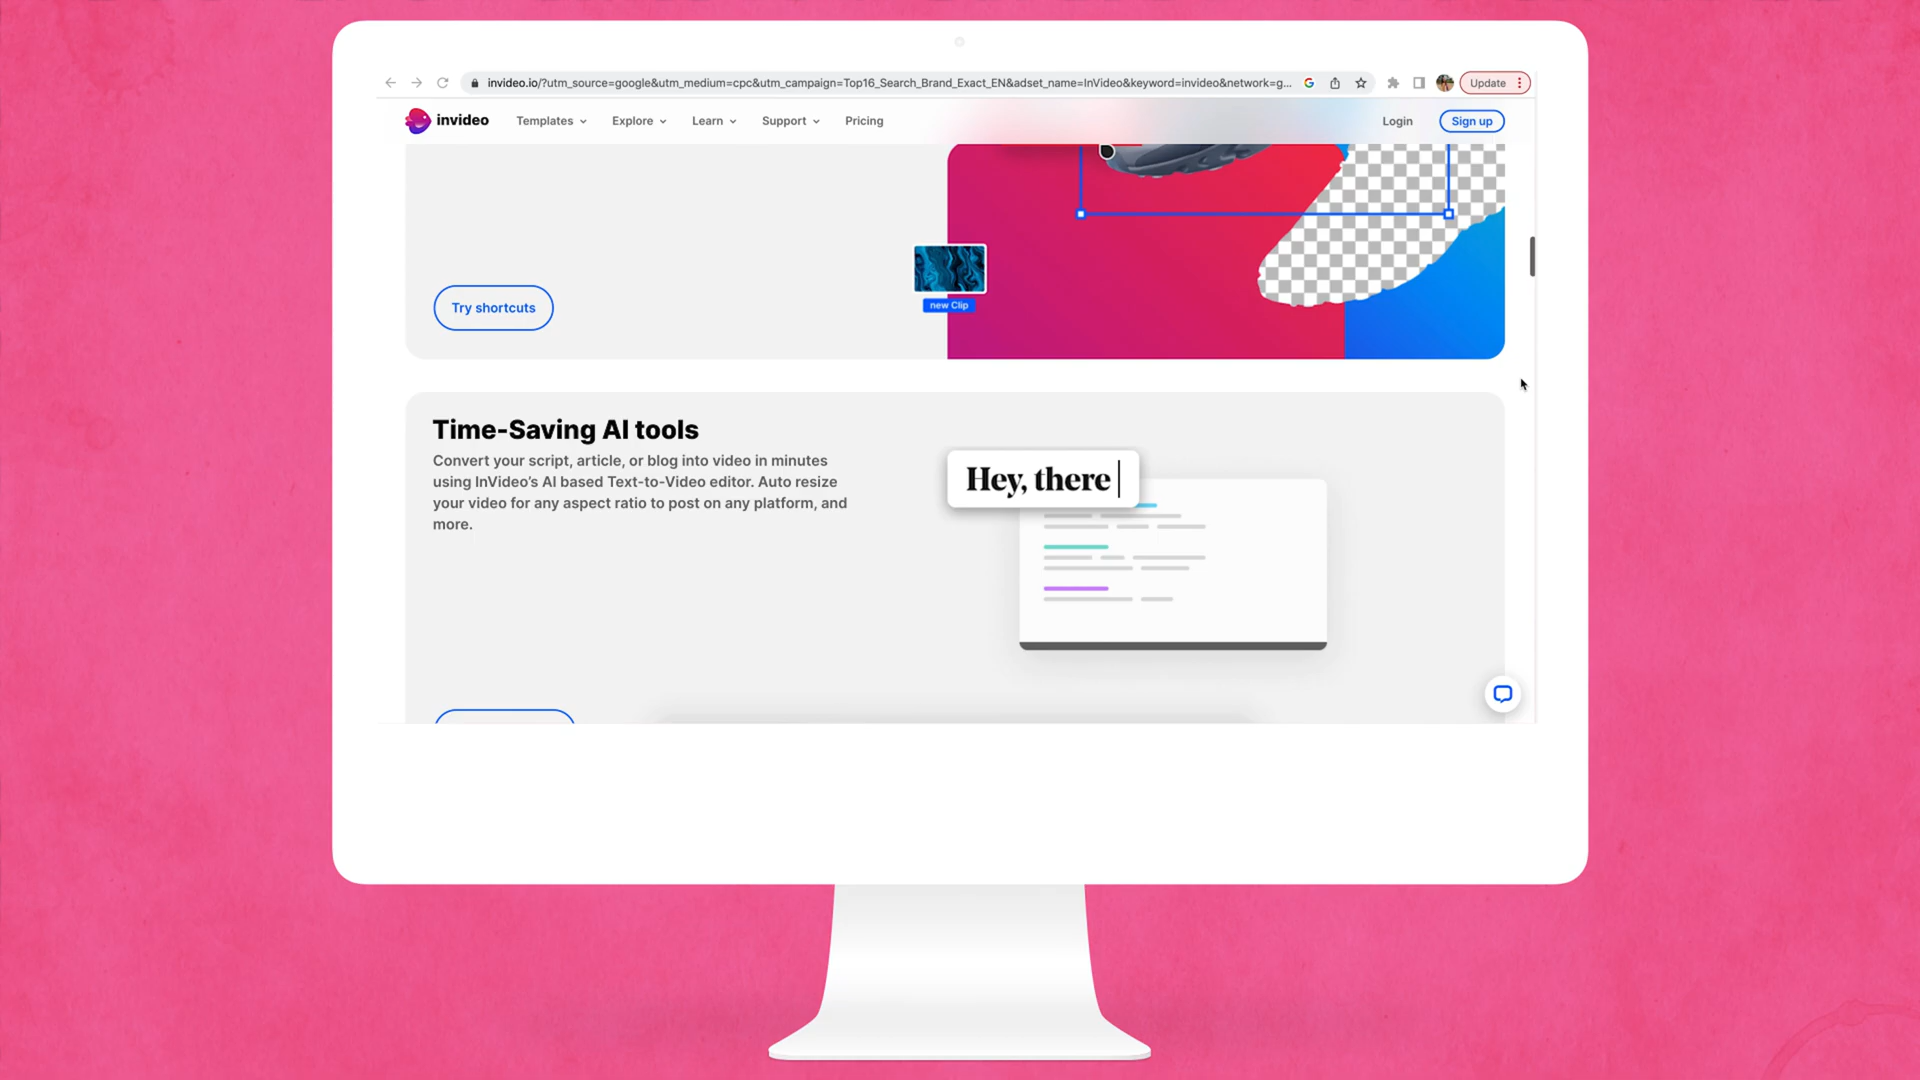 invideo.io/?utm_source=google&utm_medium=cpc&utm_campaign=Top16_Search_Brand_Exact_EN&adset_name=InVideo&keyword=invideo&network=g...
Update
invideo
Templates
Explore
Learn
Support
Pricing
Login
Sign up
new Clip
Try shortcuts
Time-Saving AI tools
Convert your script, article, or blog into video in minutes
using InVideo's AI based Text-to-Video editor. Auto resize
your video for any aspect ratio to post on any platform, and
more.
Hey, there